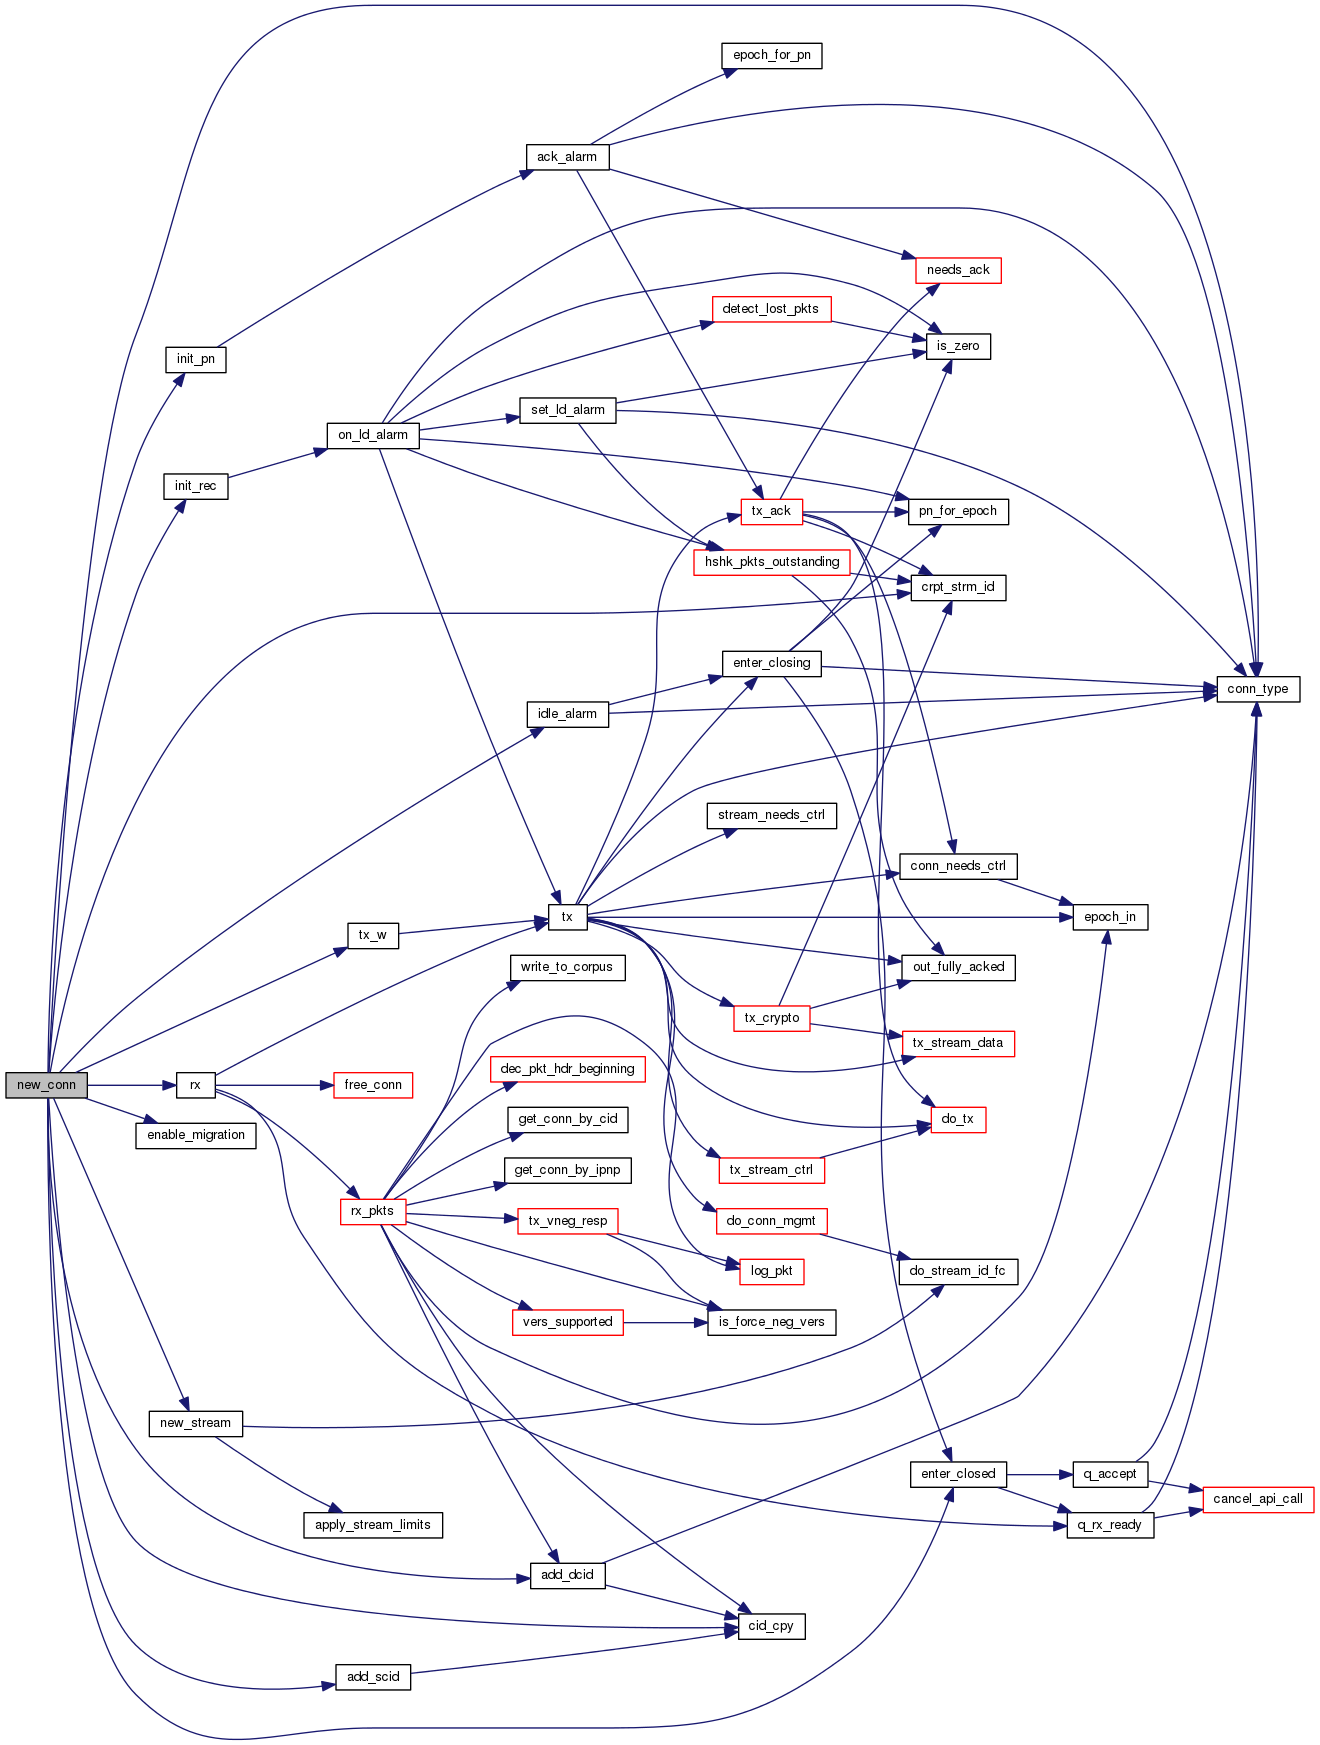 epoch_for_pn
ack_alarm
needs_ack
detect_lost_pkts
is_zero
init_pn
set_ld_alarm
on_ld_alarm
init_rec
tx_ack
pn_for_epoch
hshk_pkts_outstanding
crpt_strm_id
enter_closing
conn_type
idle_alarm
stream_needs_ctrl
conn_needs_ctrl
tx
epoch_in
tx_w
write_to_corpus
out_fully_acked
tx_crypto
tx_stream_data
dec_pkt_hdr_beginning
new_conn
rx
free_conn
get_conn_by_cid
do_tx
enable_migration
get_conn_by_ipnp
tx_stream_ctrl
rx_pkts
tx_vneg_resp
do_conn_mgmt
log_pkt
do_stream_id_fc
vers_supported
is_force_neg_vers
new_stream
enter_closed
q_accept
cancel_api_call
apply_stream_limits
q_rx_ready
add_dcid
cid_cpy
add_scid